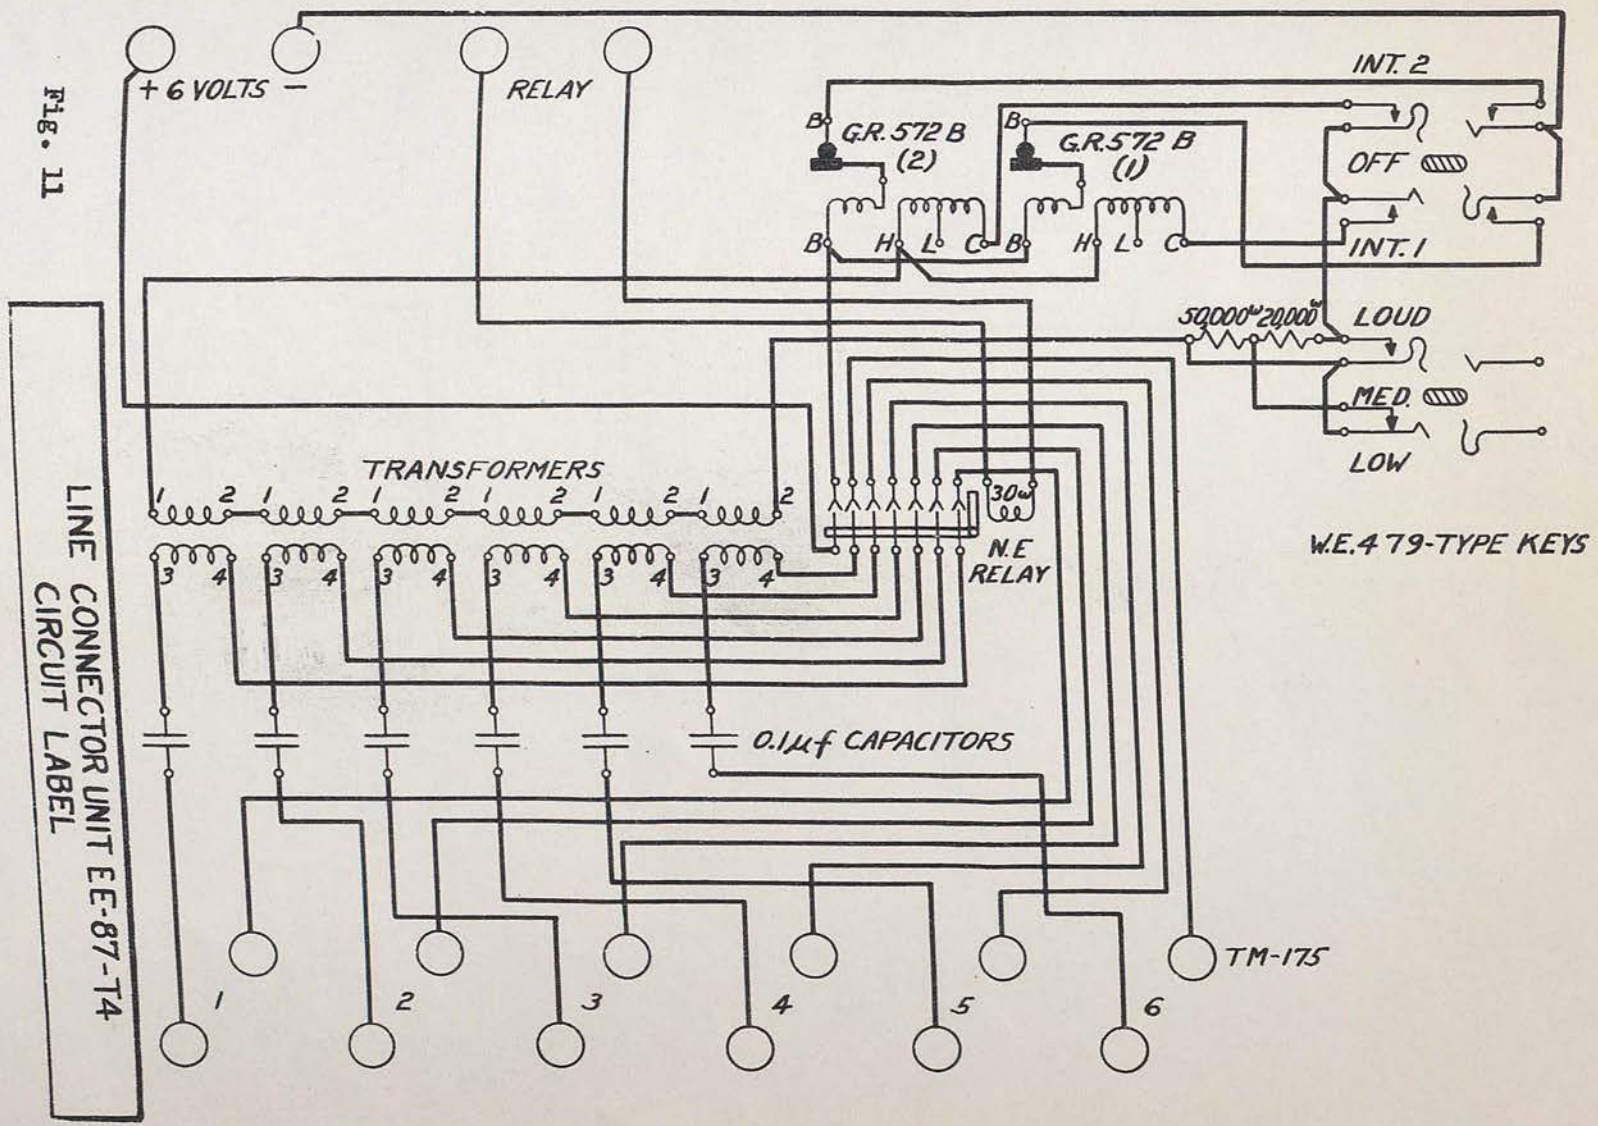 Fig. 11
+ 6 VOLTS -
RELAY
INT. 2
B
G.R. 572 B
(2)
B
G.R. 572 B
(1)
OFF
B H L C B H L C
INT. 1
50,000ω 20,000ω
LOUD
MED.
LOW
TRANSFORMERS
1 2 1 2 1 2 1 2 1 2 1 2
3 4 3 4 3 4 3 4 3 4 3 4
30ω
N.E
RELAY
W.E. 479-TYPE KEYS
0.1μf CAPACITORS
TM-175
1 2 3 4 5 6
LINE CONNECTOR UNIT EE-87-T4
CIRCUIT LABEL